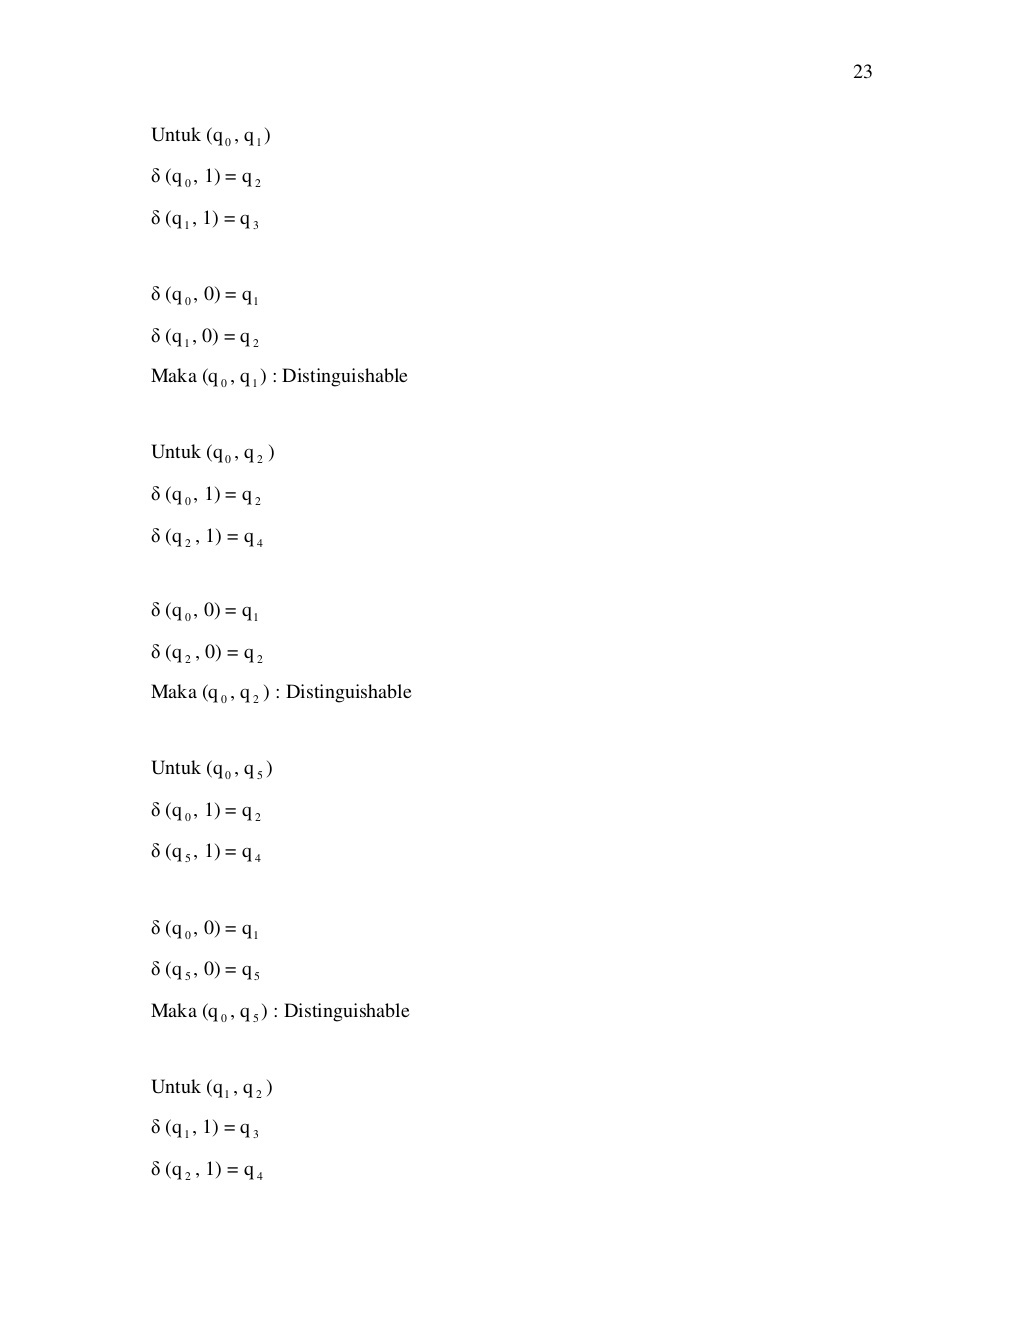 23
Untuk (q₀, q₁)
δ (q₀, 1) = q₂
δ (q₁, 1) = q₃
δ (q₀, 0) = q₁
δ (q₁, 0) = q₂
Maka (q₀, q₁) : Distinguishable
Untuk (q₀, q₂ )
δ (q₀, 1) = q₂
δ (q₂ , 1) = q₄
δ (q₀, 0) = q₁
δ (q₂ , 0) = q₂
Maka (q₀, q₂ ) : Distinguishable
Untuk (q₀, q₅)
δ (q₀, 1) = q₂
δ (q₅, 1) = q₄
δ (q₀, 0) = q₁
δ (q₅, 0) = q₅
Maka (q₀, q₅) : Distinguishable
Untuk (q₁, q₂ )
δ (q₁, 1) = q₃
δ (q₂ , 1) = q₄